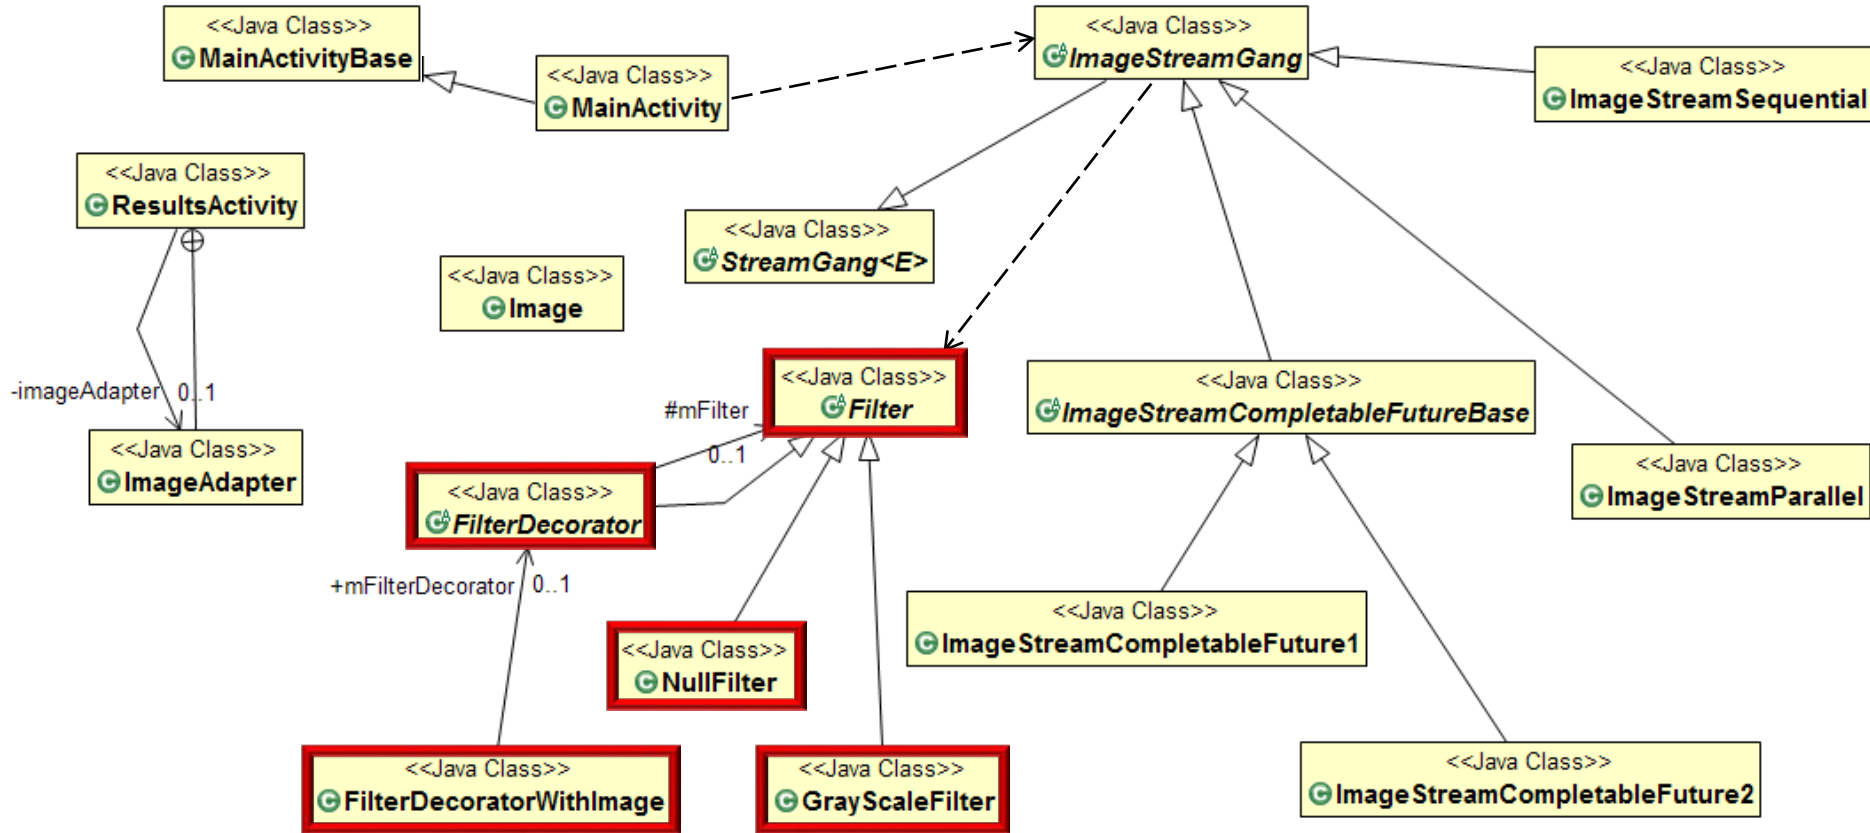 <<Java Class>>
MainActivityBase
<<Java Class>>
MainActivity
<<Java Class>>
ImageStreamGang
<<Java Class>>
ImageStreamSequential
<<Java Class>>
ResultsActivity
<<Java Class>>
StreamGang<E>
<<Java Class>>
Image
-imageAdapter 0..1
<<Java Class>>
ImageAdapter
<<Java Class>>
Filter
#mFilter
0..1
<<Java Class>>
ImageStreamCompletableFutureBase
<<Java Class>>
ImageStreamParallel
<<Java Class>>
FilterDecorator
+mFilterDecorator 0..1
<<Java Class>>
NullFilter
<<Java Class>>
ImageStreamCompletableFuture1
<<Java Class>>
FilterDecoratorWithImage
<<Java Class>>
GrayScaleFilter
<<Java Class>>
ImageStreamCompletableFuture2